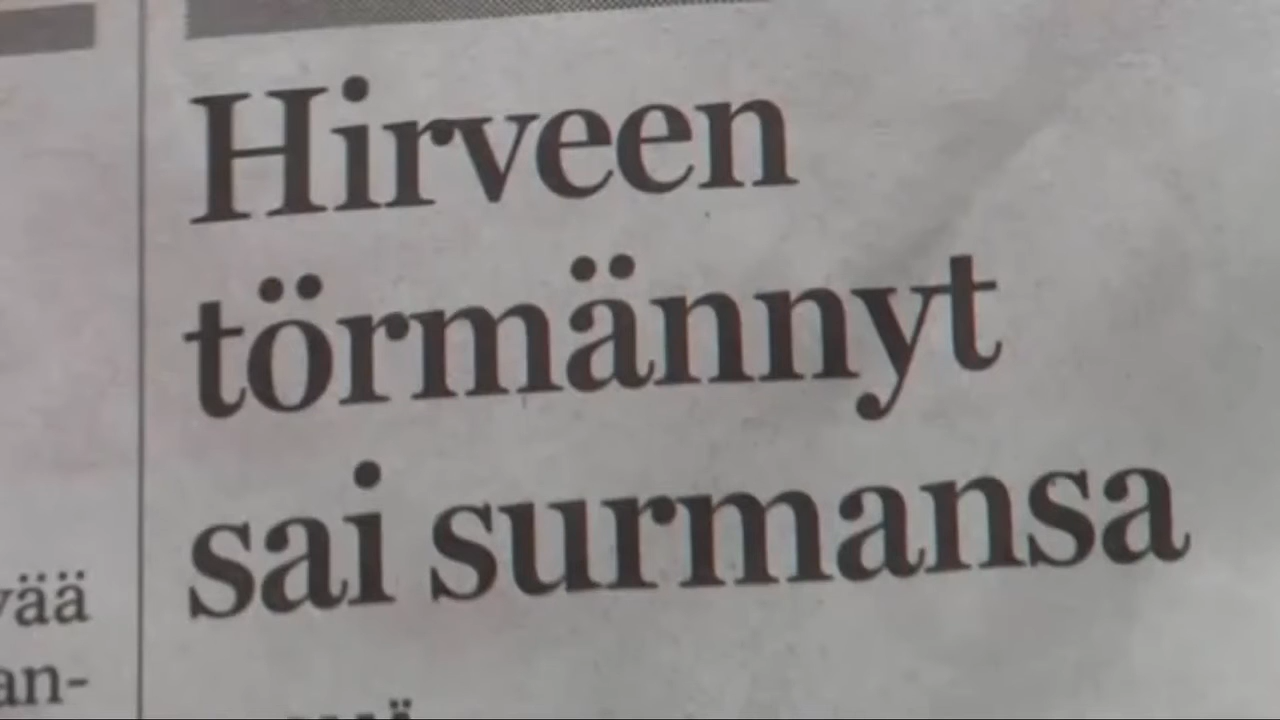 Hirveen
törmännyt
sai surmansa
vää
an-